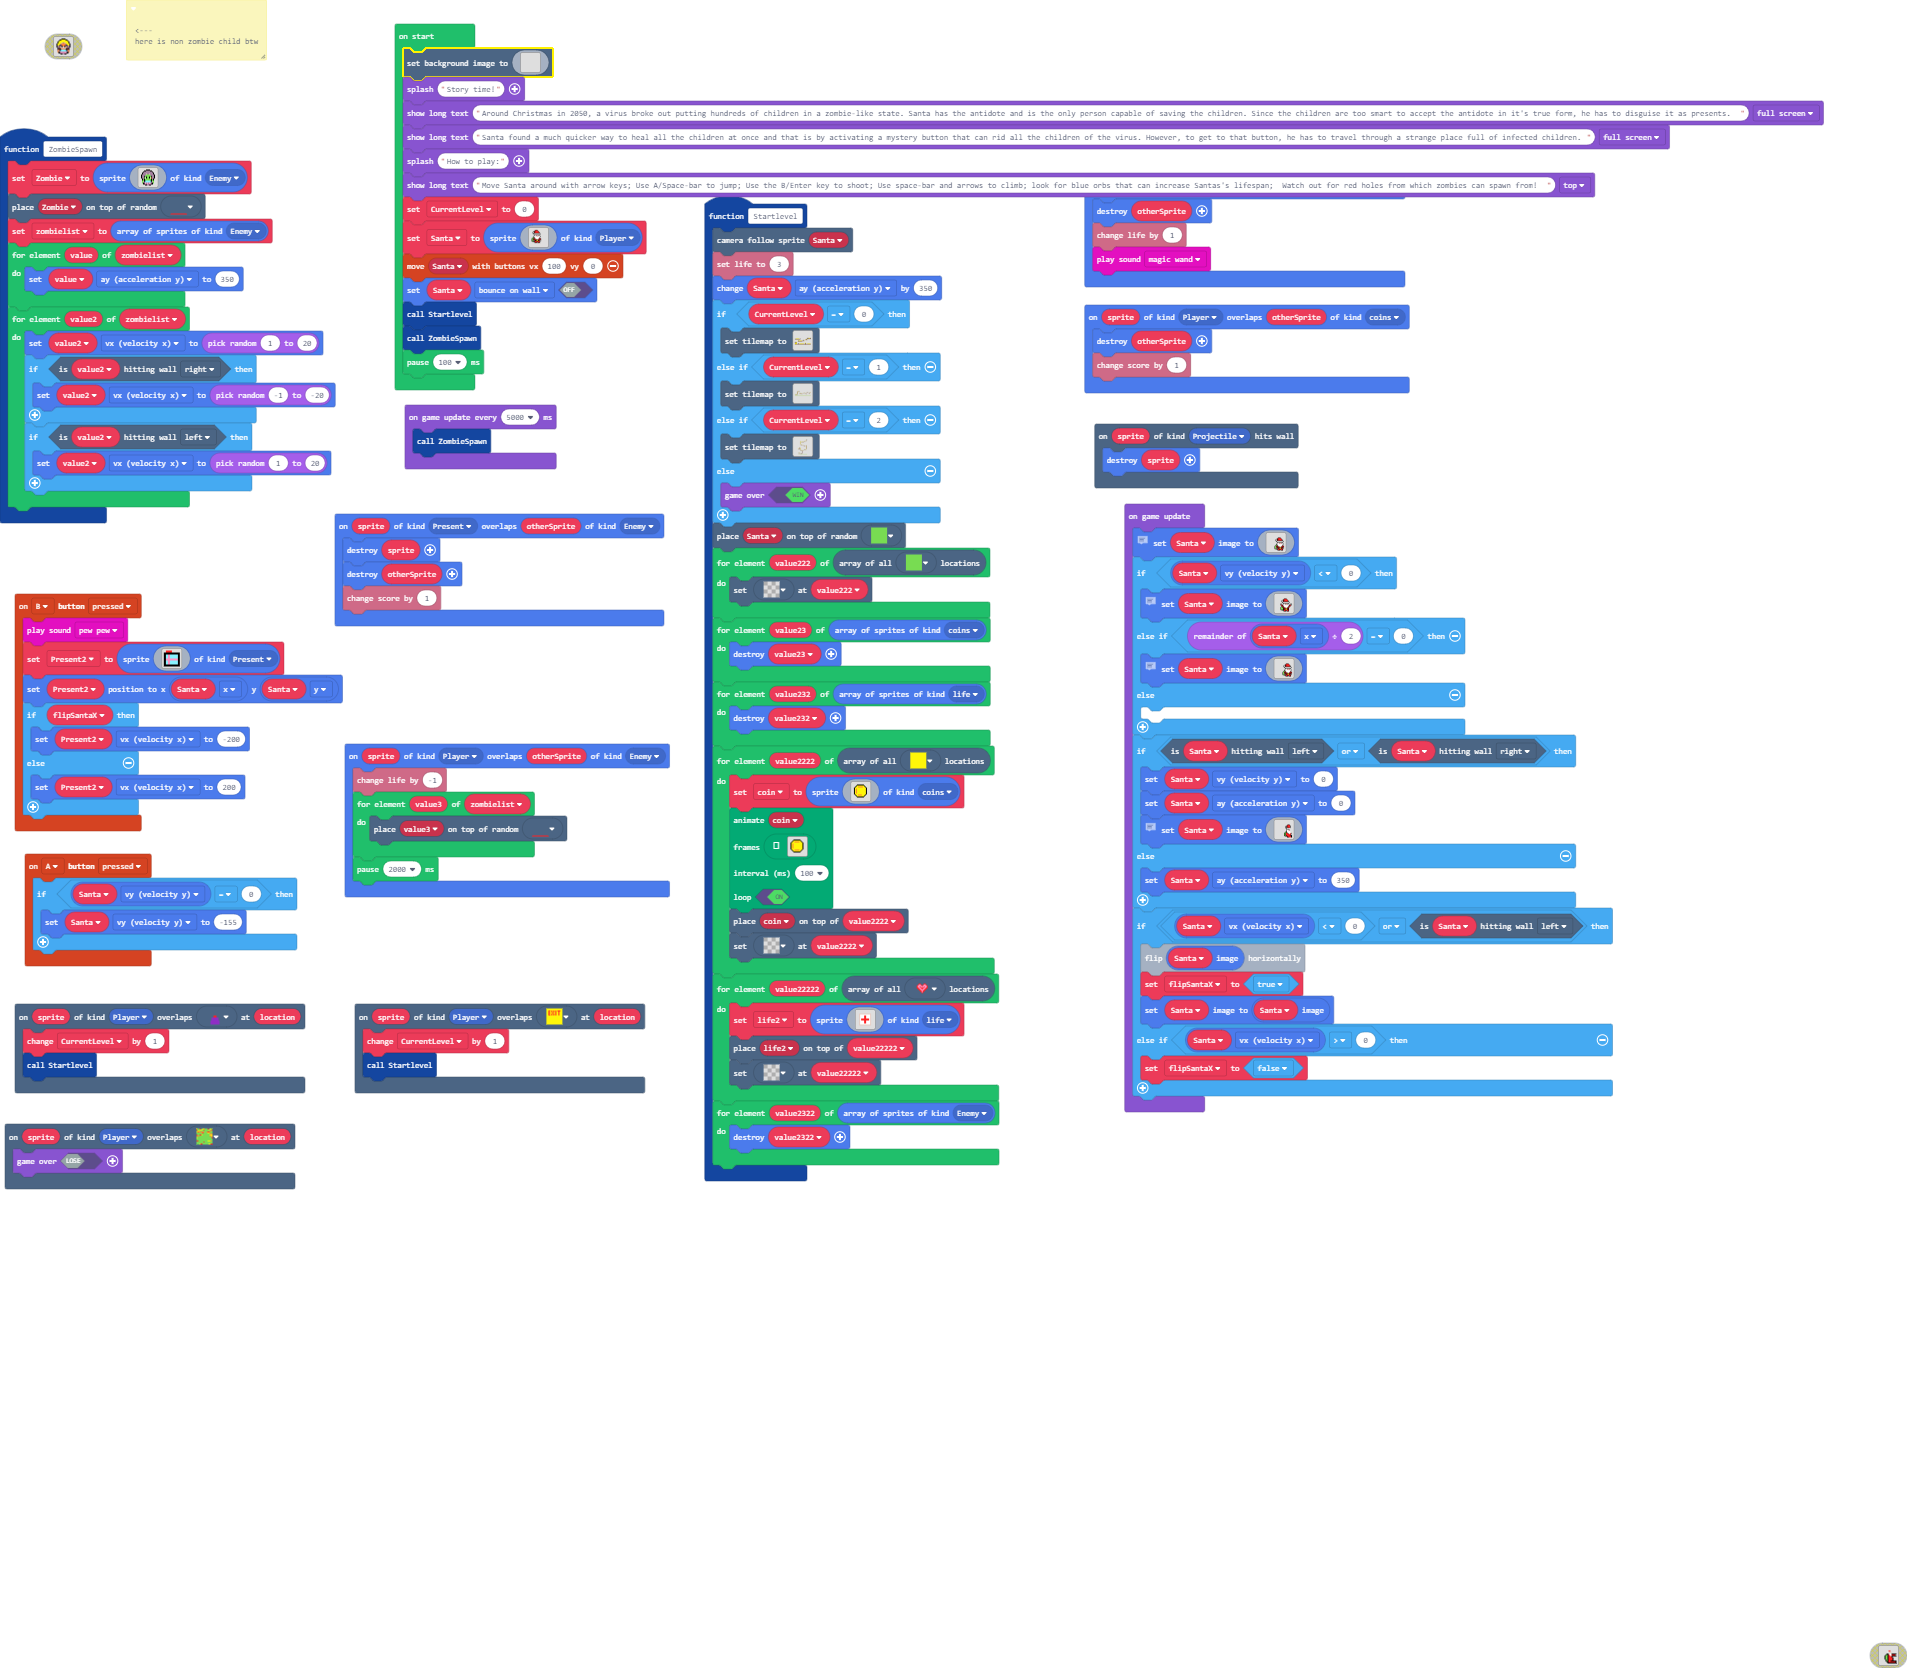 <---
here is non zombie child btw
function ZombieSpawn
set Zombie to sprite of kind Enemy
place Zombie on top of random
set zombielist to array of sprites of kind Enemy
for element value of zombielist
do set value ay (acceleration y) to 350
for element value2 of zombielist
do set value2 vx (velocity x) to pick random 1 to 20
if is value2 hitting wall right then
set value2 vx (velocity x) to pick random -1 to -20
if is value2 hitting wall left then
set value2 vx (velocity x) to pick random 1 to 20
on start
set background image to
splash "Story time!"
show long text "Around Christmas in 2050, a virus broke out putting hundreds of children in a zombie-like state. Santa has the antidote and is the only person capable of saving the children. Since the children are too smart to accept the antidote in it's true form, he has to disguise it as presents. " full screen
show long text "Santa found a much quicker way to heal all the children at once and that is by activating a mystery button that can rid all the children of the virus. However, to get to that button, he has to travel through a strange place full of infected children. " full screen
splash "How to play:"
show long text "Move Santa around with arrow keys; Use A/Space-bar to jump; Use the B/Enter key to shoot; Use space-bar and arrows to climb; look for blue orbs that can increase Santas's lifespan; Watch out for red holes from which zombies can spawn from! " top
set CurrentLevel to 0
set Santa to sprite of kind Player
move Santa with buttons vx 100 vy 0
set Santa bounce on wall OFF
call Startlevel
call ZombieSpawn
pause 100 ms
on game update every 5000 ms
call ZombieSpawn
on sprite of kind Present overlaps otherSprite of kind Enemy
destroy sprite
destroy otherSprite
change score by 1
on B button pressed
play sound pew pew
set Present2 to sprite of kind Present
set Present2 position to x Santa x y Santa y
if flipSantaX then
set Present2 vx (velocity x) to -200
else
set Present2 vx (velocity x) to 200
on sprite of kind Player overlaps otherSprite of kind Enemy
change life by -1
for element value3 of zombielist
do place value3 on top of random
pause 2000 ms
on A button pressed
if Santa vy (velocity y) = 0 then
set Santa vy (velocity y) to -155
on sprite of kind Player overlaps at location
change CurrentLevel by 1
call Startlevel
on sprite of kind Player overlaps EXIT at location
change CurrentLevel by 1
call Startlevel
on sprite of kind Player overlaps at location
game over LOSE
function Startlevel
camera follow sprite Santa
set life to 3
change Santa ay (acceleration y) by 350
if CurrentLevel = 0 then
set tilemap to
else if CurrentLevel = 1 then
set tilemap to
else if CurrentLevel = 2 then
set tilemap to
else
game over WIN
place Santa on top of random
for element value222 of array of all locations
do set at value222
for element value23 of array of sprites of kind coins
do destroy value23
for element value232 of array of sprites of kind life
do destroy value232
for element value2222 of array of all locations
do set coin to sprite of kind coins
animate coin
frames
interval (ms) 100
loop ON
place coin on top of value2222
set at value2222
for element value22222 of array of all locations
do set life2 to sprite of kind life
place life2 on top of value22222
set at value22222
for element value2322 of array of sprites of kind Enemy
do destroy value2322
destroy otherSprite
change life by 1
play sound magic wand
on sprite of kind Player overlaps otherSprite of kind coins
destroy otherSprite
change score by 1
on sprite of kind Projectile hits wall
destroy sprite
on game update
set Santa image to
if Santa vy (velocity y) < 0 then
set Santa image to
else if remainder of Santa x ÷ 2 = 0 then
set Santa image to
else
if is Santa hitting wall left or is Santa hitting wall right then
set Santa vy (velocity y) to 0
set Santa ay (acceleration y) to 0
set Santa image to
else
set Santa ay (acceleration y) to 350
if Santa vx (velocity x) < 0 or is Santa hitting wall left then
flip Santa image horizontally
set flipSantaX to true
set Santa image to Santa image
else if Santa vx (velocity x) > 0 then
set flipSantaX to false